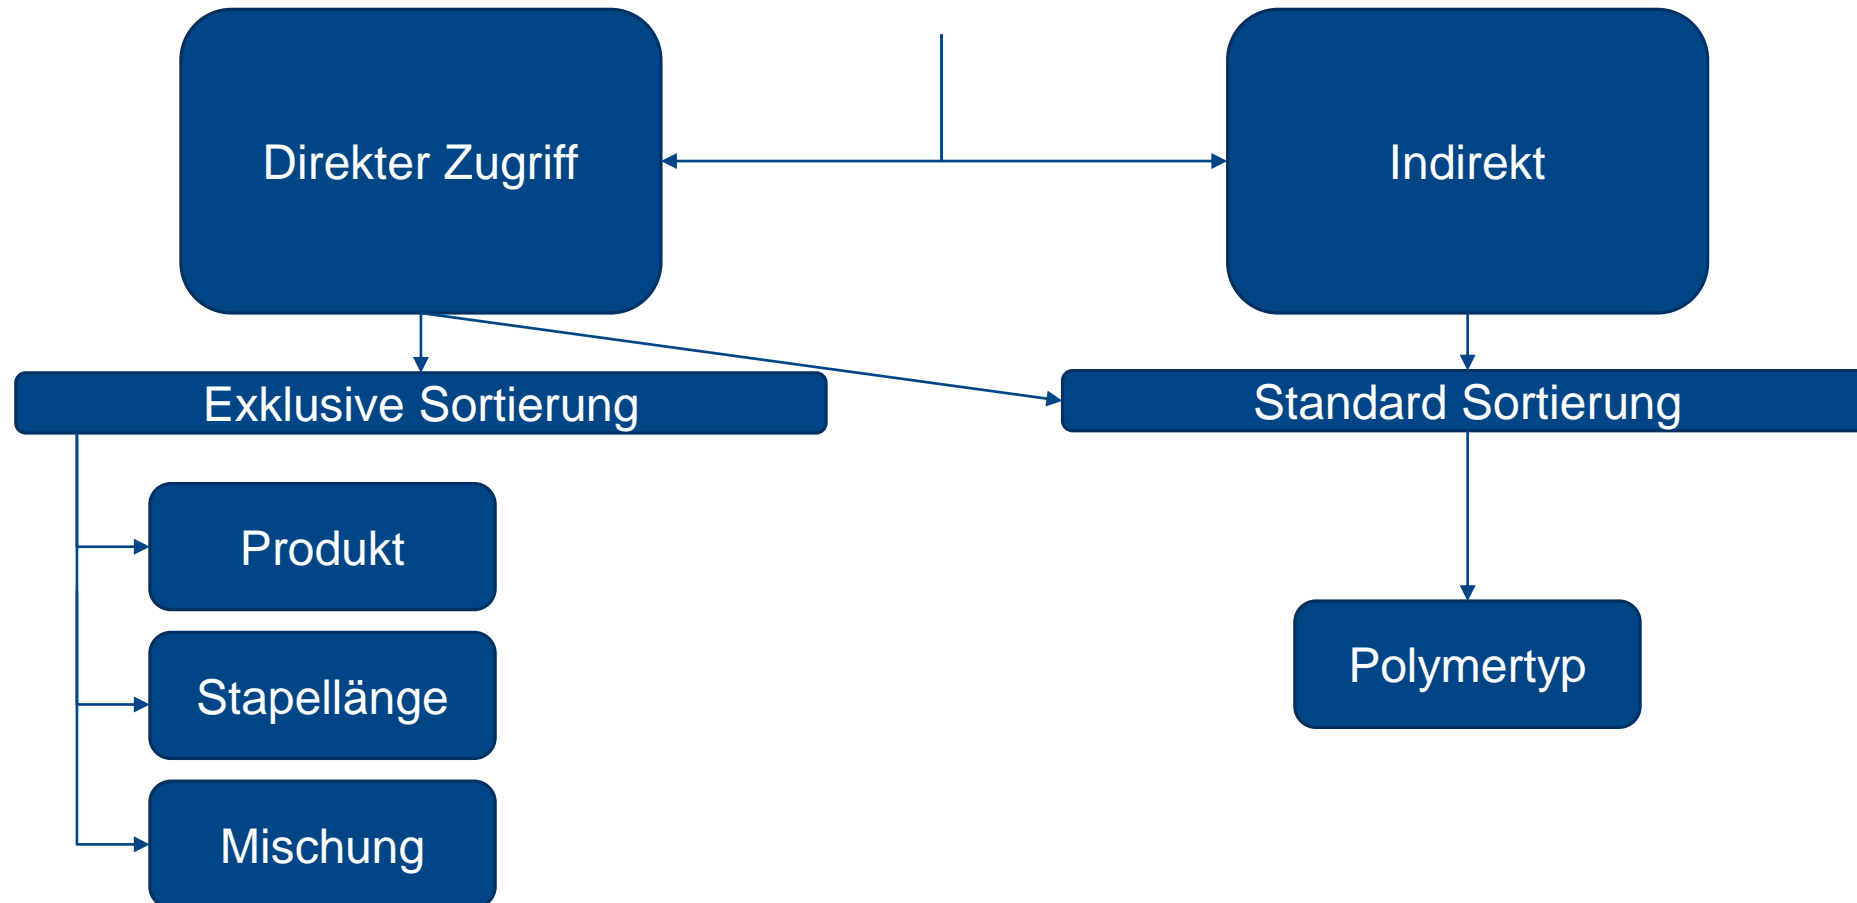 Direkter Zugriff
Indirekt
Exklusive Sortierung
Standard Sortierung
Produkt
Stapellänge
Mischung
Polymertyp